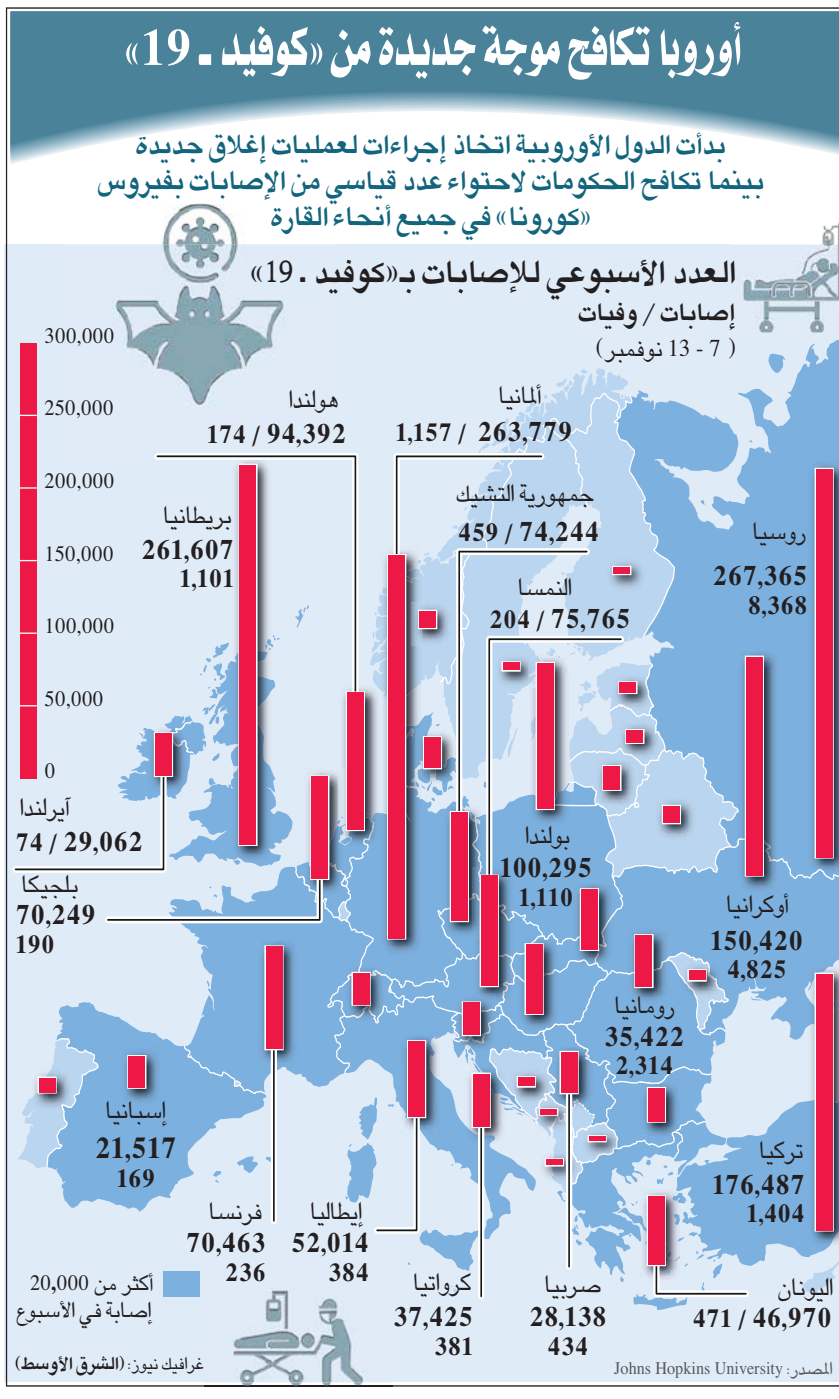 أوروبا تكافح موجة جديدة من «كوفيد ـ 19»
بدأت الدول الأوروبية اتخاذ إجراءات لعمليات إغلاق جديدة
بينما تكافح الحكومات لاحتواء عدد قياسي من الإصابات بفيروس
«كورونا» في جميع أنحاء القارة
العدد الأسبوعي للإصابات بـ«كوفيد ـ 19»
إصابات / وفيات
( 7 - 13 نوفمبر)
300,000
250,000
200,000
150,000
100,000
50,000
0
هولندا
174 / 94,392
ألمانيا
1,157 / 263,779
جمهورية التشيك
459 / 74,244
النمسا
204 / 75,765
بريطانيا
261,607
1,101
روسيا
267,365
8,368
آيرلندا
74 / 29,062
بلجيكا
70,249
190
بولندا
100,295
1,110
أوكرانيا
150,420
4,825
رومانيا
35,422
2,314
إسبانيا
21,517
169
تركيا
176,487
1,404
فرنسا
70,463
236
إيطاليا
52,014
384
كرواتيا
37,425
381
صربيا
28,138
434
اليونان
471 / 46,970
أكثر من 20,000
إصابة في الأسبوع
المصدر: Johns Hopkins University
غرافيك نيوز: (الشرق الأوسط)